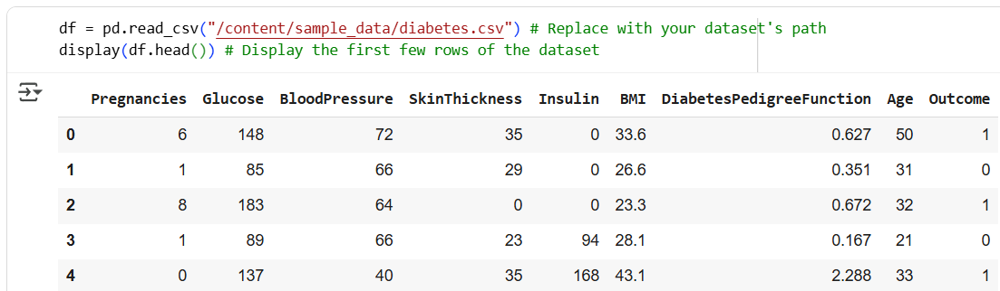 df = pd.read_csv("/content/sample_data/diabetes.csv") # Replace with your dataset's path
display(df.head()) # Display the first few rows of the dataset
Pregnancies Glucose BloodPressure SkinThickness Insulin BMI DiabetesPedigreeFunction Age Outcome
0 6 148 72 35 0 33.6 0.627 50 1
1 1 85 66 29 0 26.6 0.351 31 0
2 8 183 64 0 0 23.3 0.672 32 1
3 1 89 66 23 94 28.1 0.167 21 0
4 0 137 40 35 168 43.1 2.288 33 1